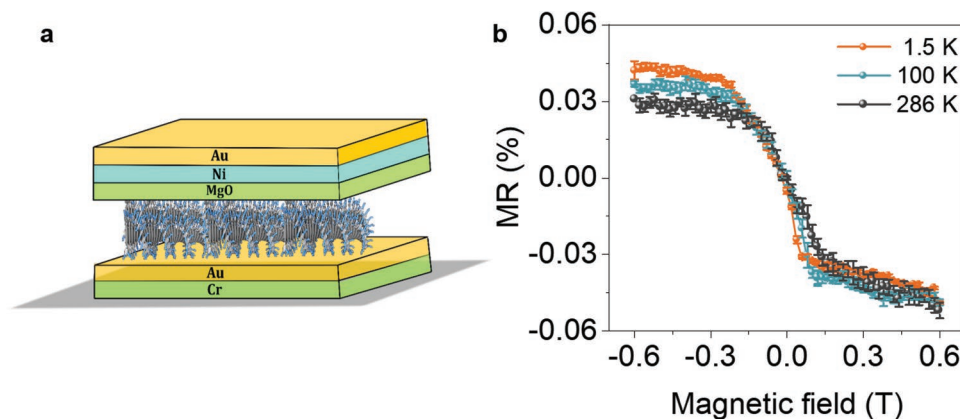 a
Au
Ni
MgO
Au
Cr
b
0.06
0.03
0.00
-0.03
-0.06
MR (%)
1.5 K
100 K
286 K
-0.6 -0.3 0.0 0.3 0.6
Magnetic field (T)